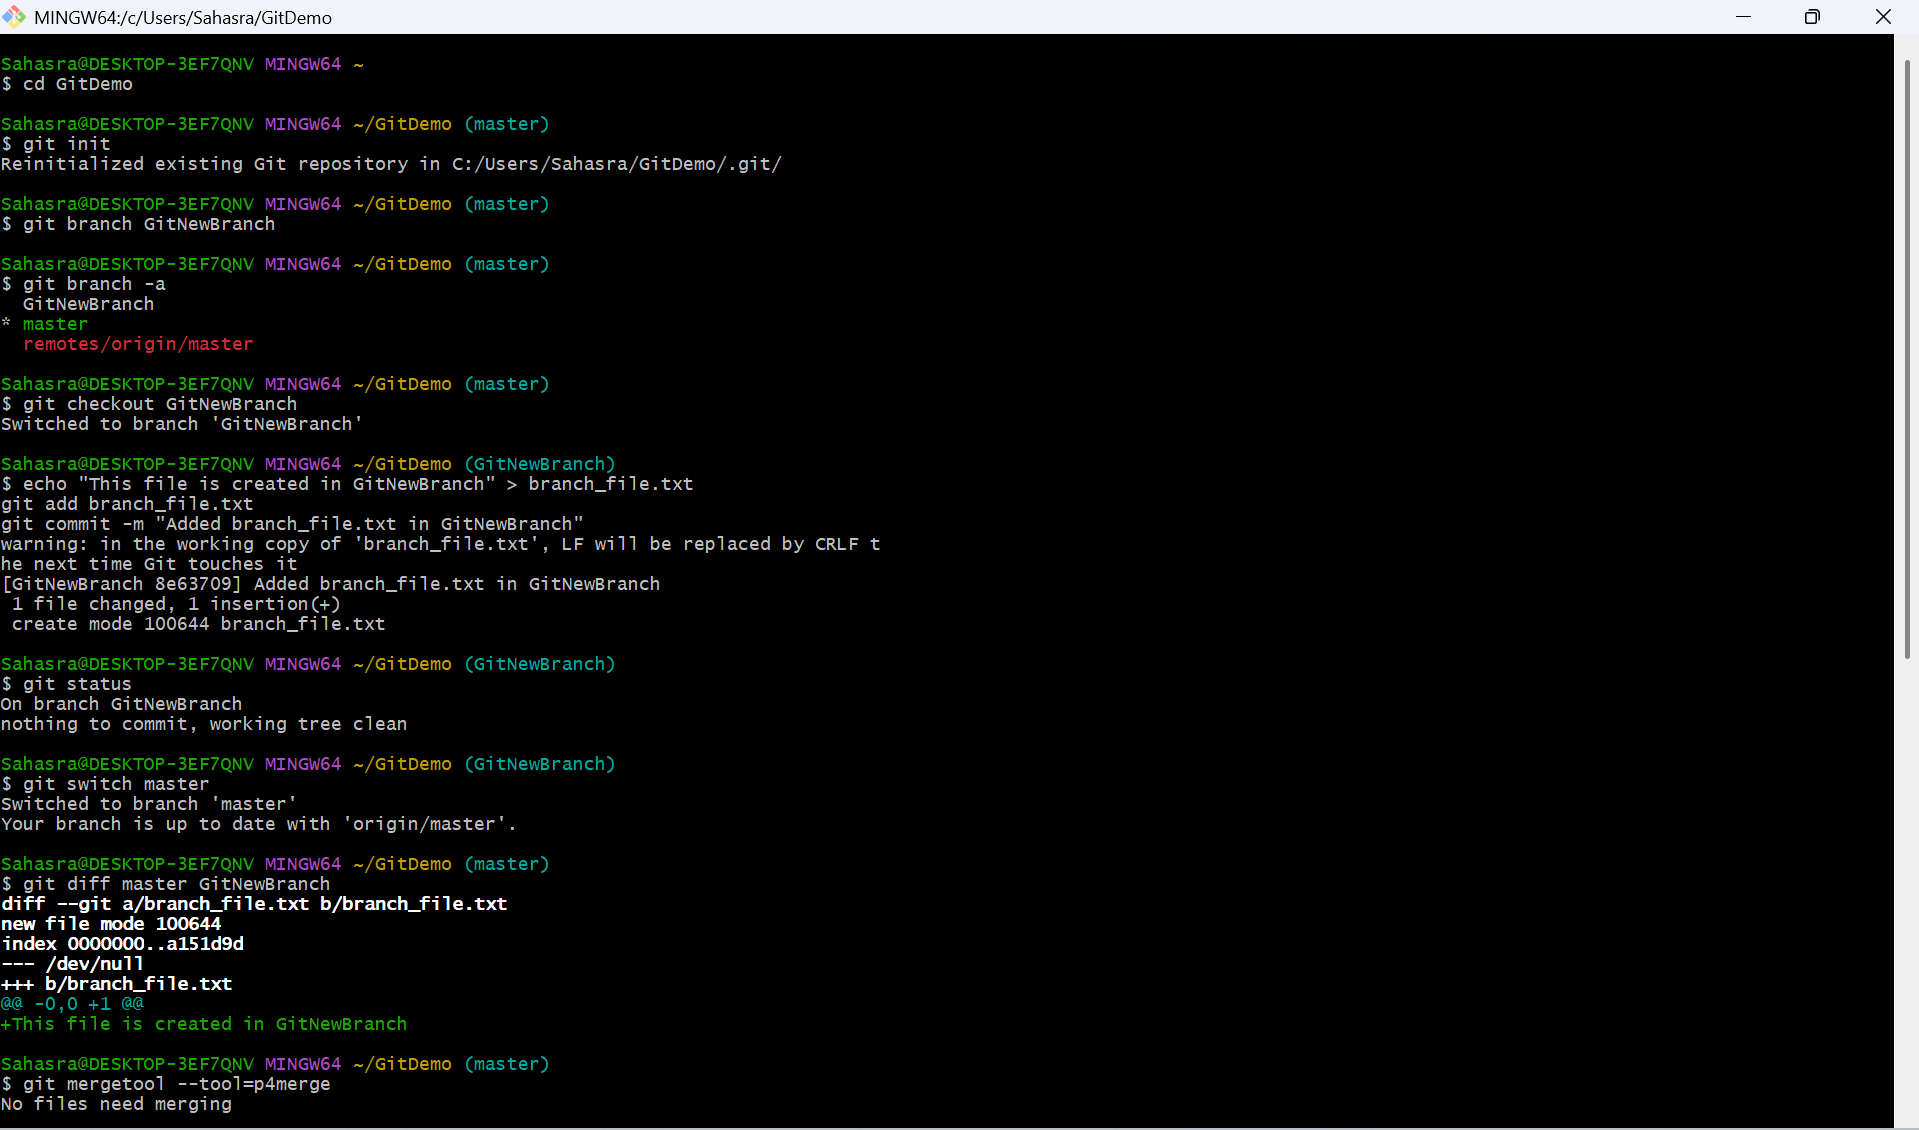 MINGW64:/c/Users/Sahasra/GitDemo
Sahasra@DESKTOP-3EF7QNV MINGW64 ~
$ cd GitDemo
Sahasra@DESKTOP-3EF7QNV MINGW64 ~/GitDemo (master)
$ git init
Reinitialized existing Git repository in C:/Users/Sahasra/GitDemo/.git/
Sahasra@DESKTOP-3EF7QNV MINGW64 ~/GitDemo (master)
$ git branch GitNewBranch
Sahasra@DESKTOP-3EF7QNV MINGW64 ~/GitDemo (master)
$ git branch -a
  GitNewBranch
* master
  remotes/origin/master
Sahasra@DESKTOP-3EF7QNV MINGW64 ~/GitDemo (master)
$ git checkout GitNewBranch
Switched to branch 'GitNewBranch'
Sahasra@DESKTOP-3EF7QNV MINGW64 ~/GitDemo (GitNewBranch)
$ echo "This file is created in GitNewBranch" > branch_file.txt
git add branch_file.txt
git commit -m "Added branch_file.txt in GitNewBranch"
warning: in the working copy of 'branch_file.txt', LF will be replaced by CRLF t
he next time Git touches it
[GitNewBranch 8e63709] Added branch_file.txt in GitNewBranch
 1 file changed, 1 insertion(+)
 create mode 100644 branch_file.txt
Sahasra@DESKTOP-3EF7QNV MINGW64 ~/GitDemo (GitNewBranch)
$ git status
On branch GitNewBranch
nothing to commit, working tree clean
Sahasra@DESKTOP-3EF7QNV MINGW64 ~/GitDemo (GitNewBranch)
$ git switch master
Switched to branch 'master'
Your branch is up to date with 'origin/master'.
Sahasra@DESKTOP-3EF7QNV MINGW64 ~/GitDemo (master)
$ git diff master GitNewBranch
diff --git a/branch_file.txt b/branch_file.txt
new file mode 100644
index 0000000..a151d9d
--- /dev/null
+++ b/branch_file.txt
@@ -0,0 +1 @@
+This file is created in GitNewBranch
Sahasra@DESKTOP-3EF7QNV MINGW64 ~/GitDemo (master)
$ git mergetool --tool=p4merge
No files need merging